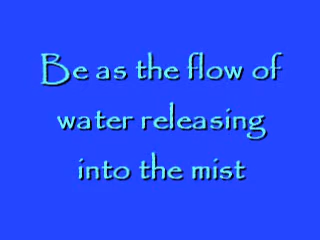 Be as the flow of
water releasing
into the mist